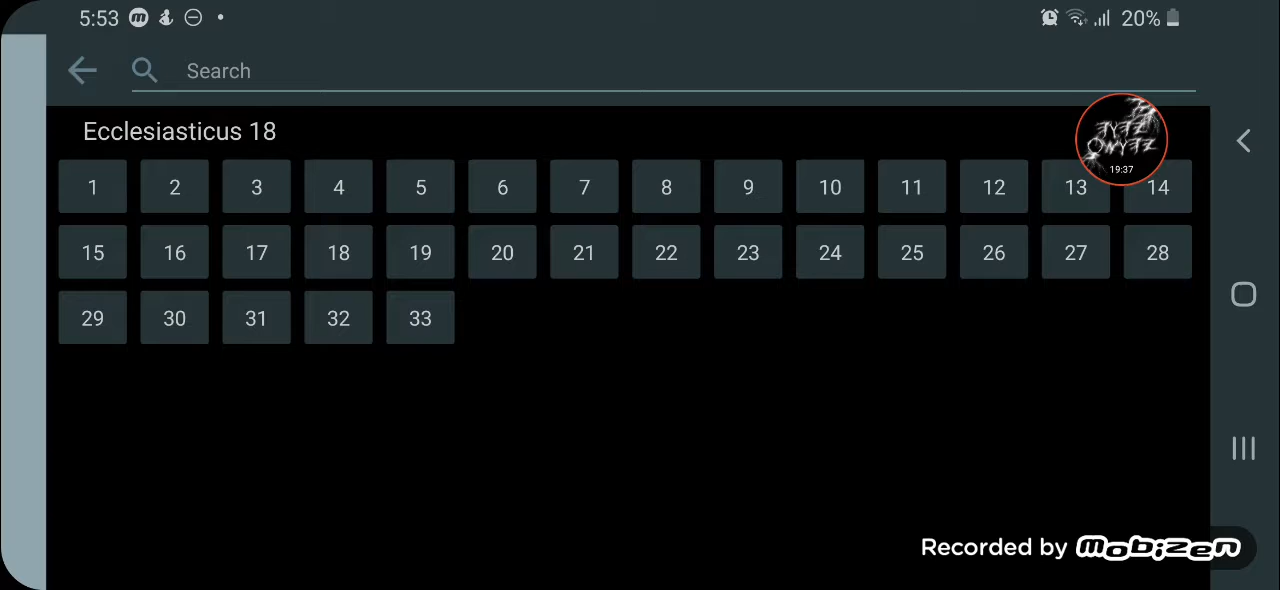 5:53 20%
Search
Ecclesiasticus 18
1 2 3 4 5 6 7 8 9 10 11 12 13 14
15 16 17 18 19 20 21 22 23 24 25 26 27 28
29 30 31 32 33
19:37
Recorded by mobizen